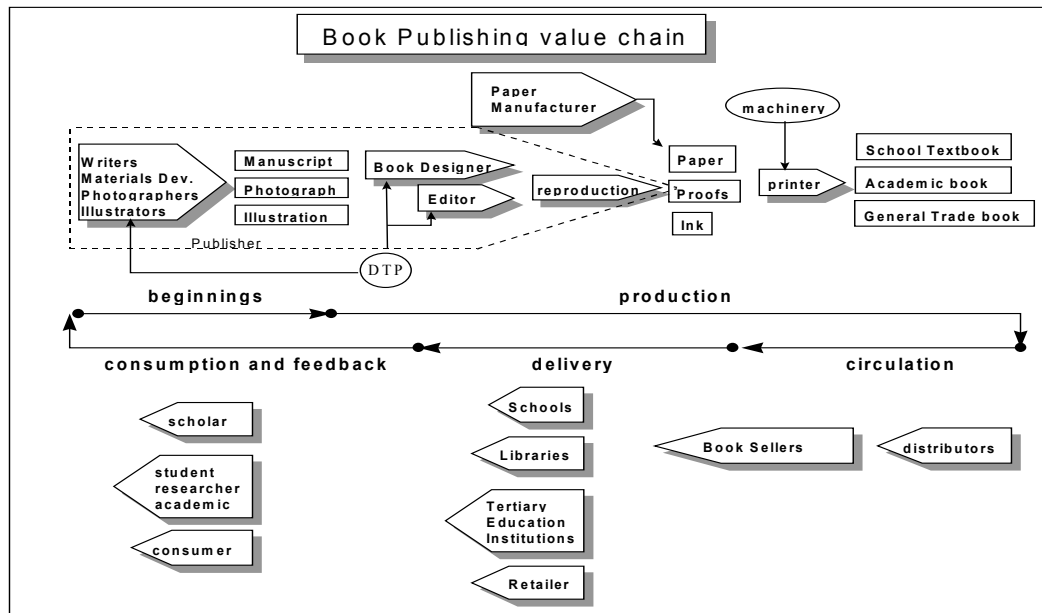 Book Publishing value chain
Paper
Manufacturer
machinery
Writers
Materials Dev.
Photographers
Illustrators
Manuscript
Photograph
Illustration
Book Designer
Editor
reproduction
Paper
Proofs
Ink
printer
School Textbook
Academic book
General Trade book
Publisher
DTP
beginnings
production
consumption and feedback
delivery
circulation
scholar
student
researcher
academic
consumer
Schools
Libraries
Tertiary
Education
Institutions
Retailer
Book Sellers
distributors